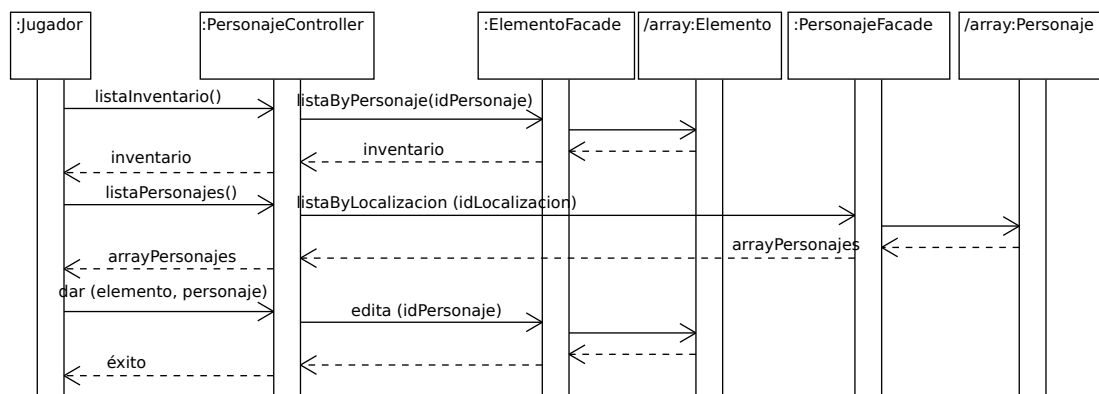 :Jugador :PersonajeController :ElementoFacade /array:Elemento :PersonajeFacade /array:Personaje
listaInventario() listaByPersonaje(idPersonaje)
inventario inventario
listaPersonajes() listaByLocalizacion (idLocalizacion)
arrayPersonajes arrayPersonajes
dar (elemento, personaje)
edita (idPersonaje)
éxito